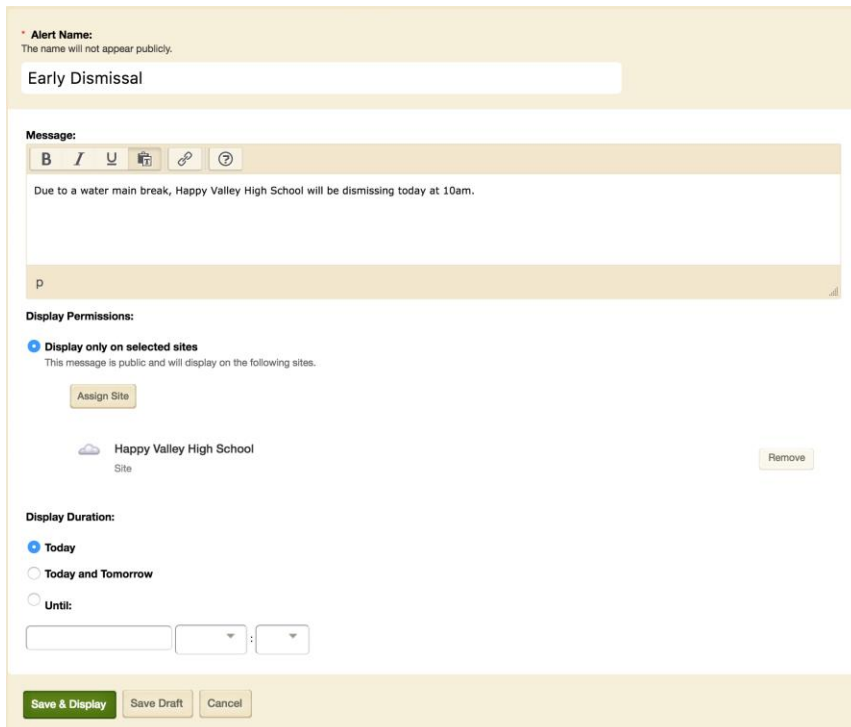 * Alert Name:
The name will not appear publicly.
Early Dismissal
Message:
B I U
Due to a water main break, Happy Valley High School will be dismissing today at 10am.
p
Display Permissions:
Display only on selected sites
This message is public and will display on the following sites.
Assign Site
Happy Valley High School
Site
Remove
Display Duration:
Today
Today and Tomorrow
Until:
:
Save & Display Save Draft Cancel